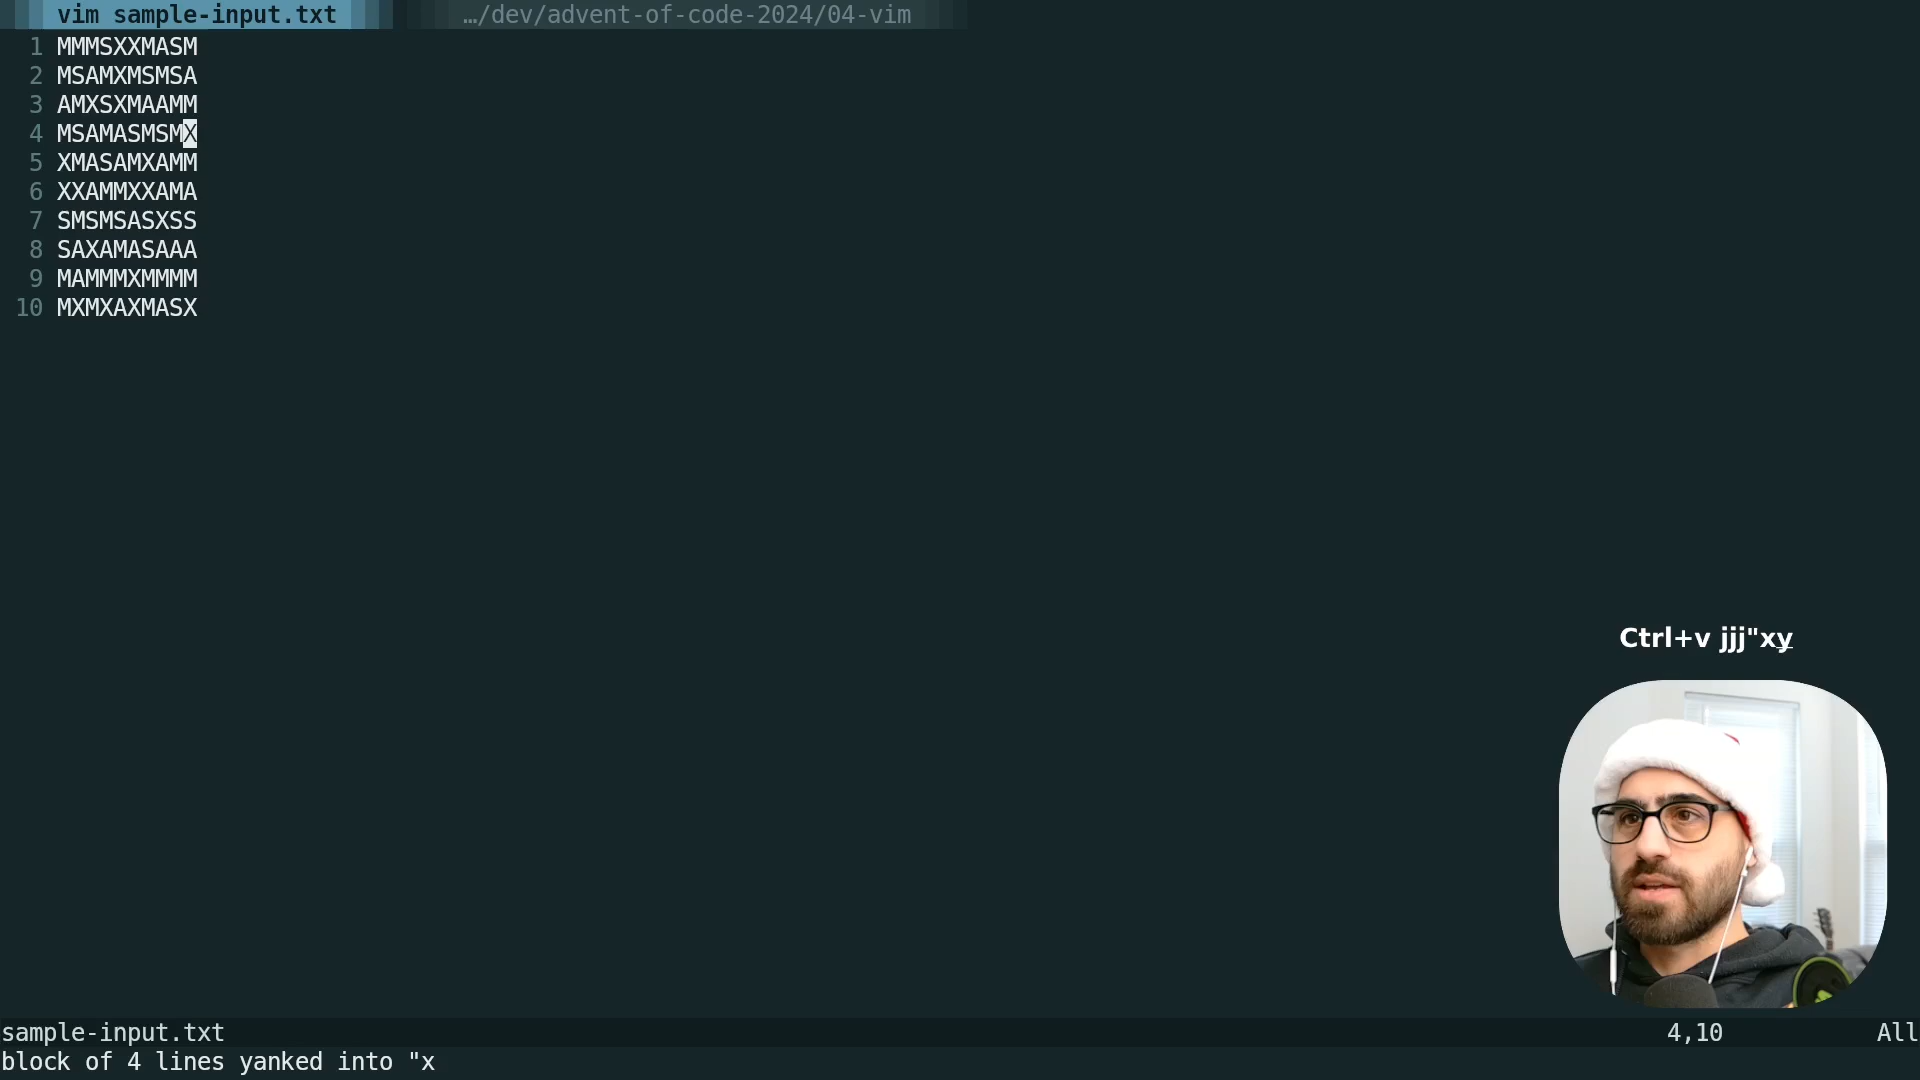 vim sample-input.txt …/dev/advent-of-code-2024/04-vim
1 MMMSXXMASM
2 MSAMXMSMSA
3 AMXSXMAAMM
4 MSAMASMSMX
5 XMASAMXAMM
6 XXAMMXXAMA
7 SMSMSASXSS
8 SAXAMASAAA
9 MAMMMXMMMM
10 MXMXAXMASX
Ctrl+v jjj"xy
sample-input.txt 4,10 All
block of 4 lines yanked into "x